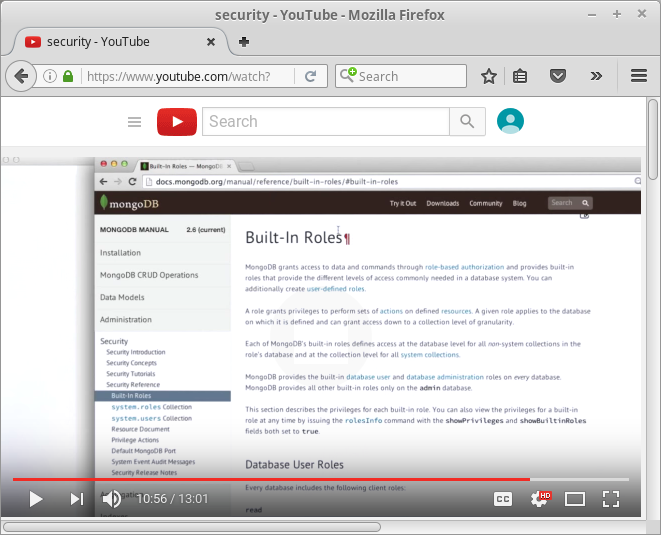 security - YouTube - Mozilla Firefox
security - YouTube
https://www.youtube.com/watch?
Search
Search
Built-In Roles — MongoDB
docs.mongodb.org/manual/reference/built-in-roles/#built-in-roles
mongoDB
Try it Out Downloads Community Blog Search
MONGODB MANUAL 2.6 (current)
Installation
MongoDB CRUD Operations
Data Models
Administration
Security
Security Introduction
Security Concepts
Security Tutorials
Security Reference
Built-In Roles
system.roles Collection
system.users Collection
Resource Document
Privilege Actions
Default MongoDB Port
System Event Audit Messages
Security Release Notes
Built-In Roles¶
MongoDB grants access to data and commands through role-based authorization and provides built-in
roles that provide the different levels of access commonly needed in a database system. You can
additionally create user-defined roles.
A role grants privileges to perform sets of actions on defined resources. A given role applies to the database
on which it is defined and can grant access down to a collection level of granularity.
Each of MongoDB's built-in roles defines access at the database level for all non-system collections in the
role's database and at the collection level for all system collections.
MongoDB provides the built-in database user and database administration roles on every database.
MongoDB provides all other built-in roles only on the admin database.
This section describes the privileges for each built-in role. You can also view the privileges for a built-in
role at any time by issuing the rolesInfo command with the showPrivileges and showBuiltinRoles
fields both set to true.
Database User Roles
Every database includes the following client roles:
read
10:56 / 13:01
CC
HD